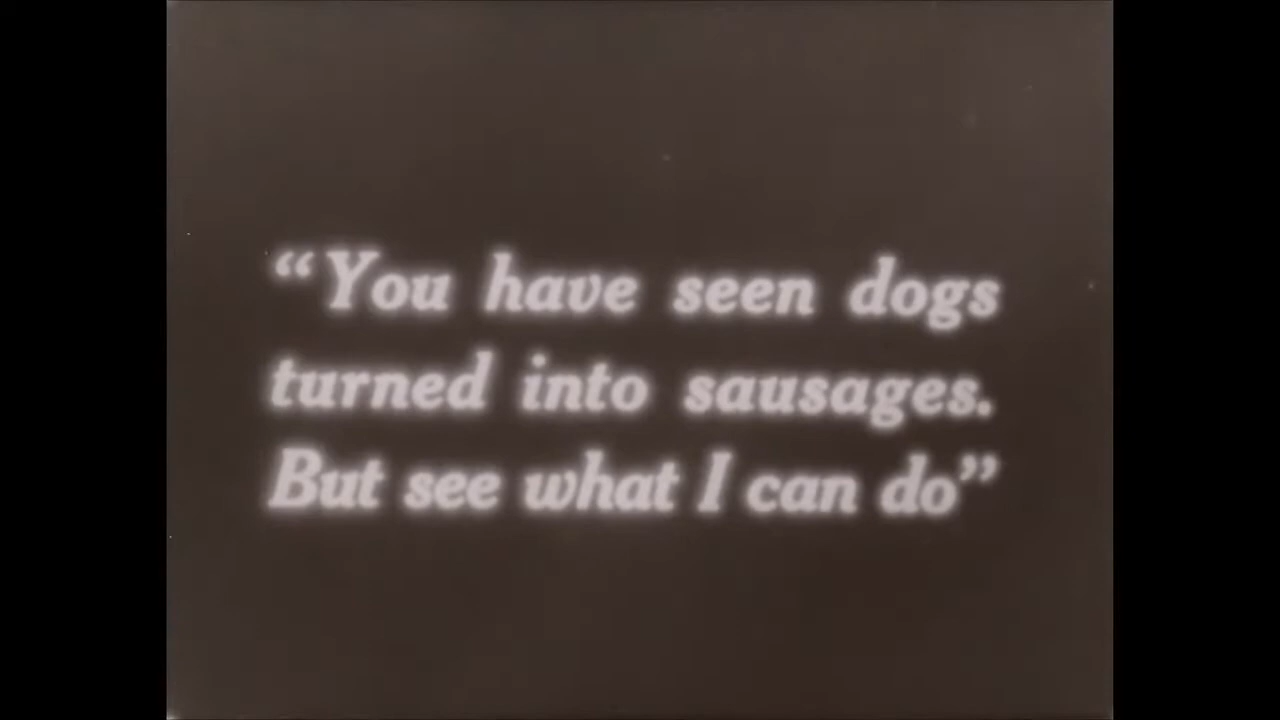 “You have seen dogs
turned into sausages.
But see what I can do”